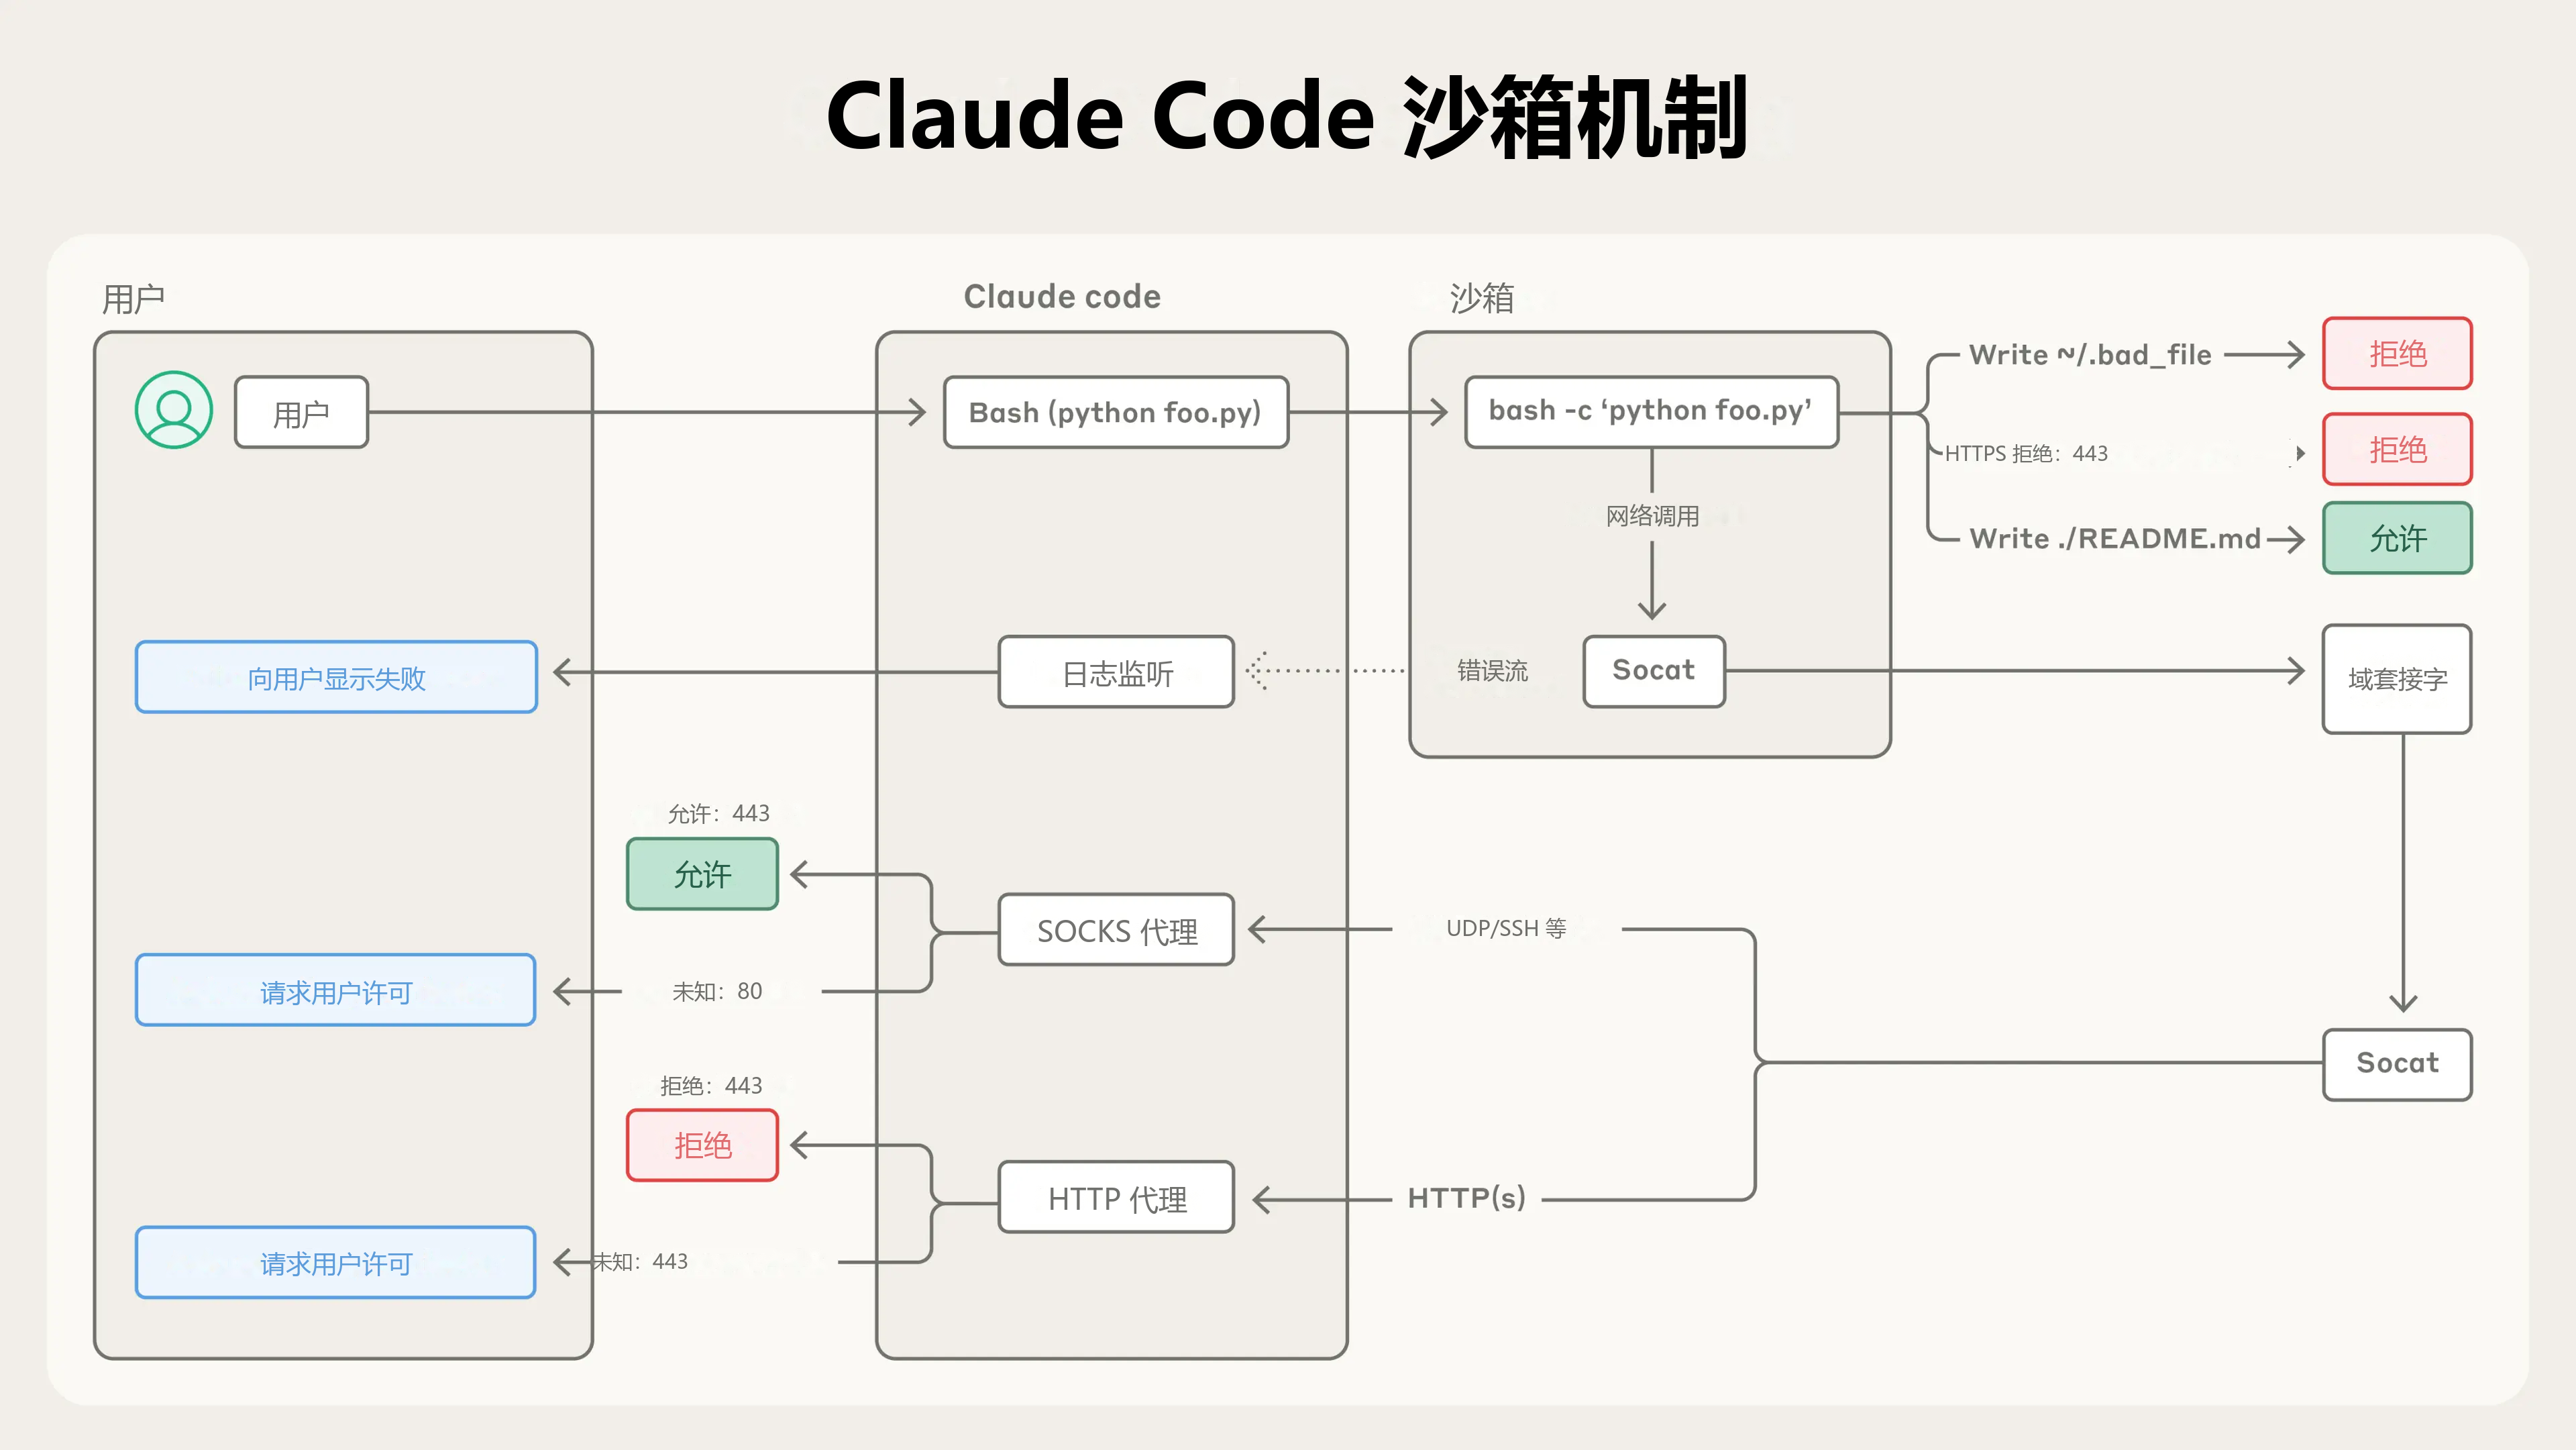 Claude Code 沙箱机制
用户
Claude code
沙箱
用户
Bash (python foo.py)
bash -c ‘python foo.py’
Write ~/.bad_file
拒绝
HTTPS 拒绝：443
拒绝
网络调用
Write ./README.md
允许
向用户显示失败
日志监听
错误流
Socat
域套接字
允许：443
允许
SOCKS 代理
UDP/SSH 等
请求用户许可
未知：80
Socat
拒绝：443
拒绝
HTTP 代理
HTTP(s)
请求用户许可
未知：443